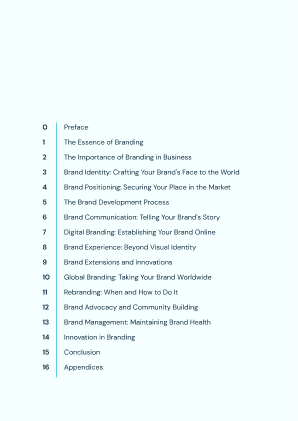 0 Preface
1 The Essence of Branding
2 The Importance of Branding in Business
3 Brand Identity: Crafting Your Brand's Face to the World
4 Brand Positioning: Securing Your Place in the Market
5 The Brand Development Process
6 Brand Communication: Telling Your Brand's Story
7 Digital Branding: Establishing Your Brand Online
8 Brand Experience: Beyond Visual Identity
9 Brand Extensions and Innovations
10 Global Branding: Taking Your Brand Worldwide
11 Rebranding: When and How to Do It
12 Brand Advocacy and Community Building
13 Brand Management: Maintaining Brand Health
14 Innovation in Branding
15 Conclusion
16 Appendices